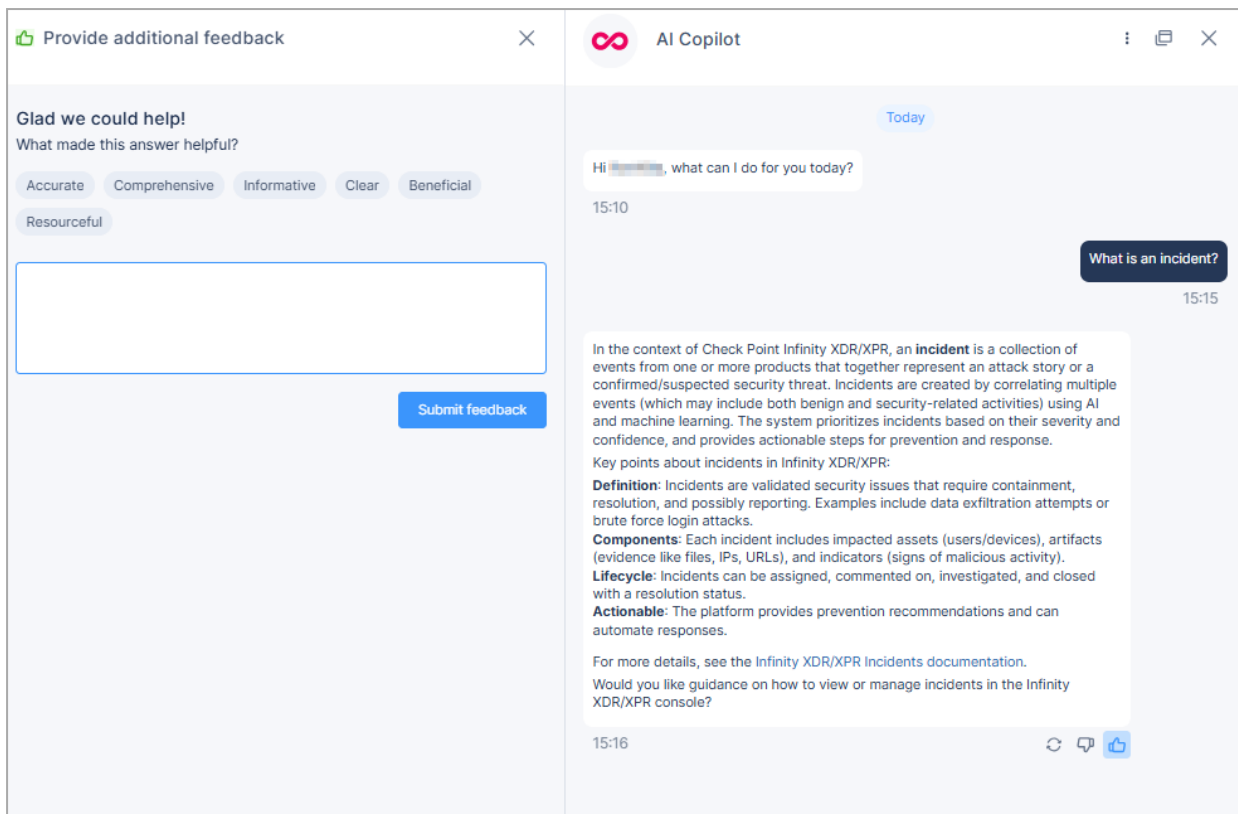 Provide additional feedback
Glad we could help!
What made this answer helpful?
Accurate Comprehensive Informative Clear Beneficial
Resourceful
Submit feedback
AI Copilot
Today
Hi , what can I do for you today?
15:10
What is an incident?
15:15
In the context of Check Point Infinity XDR/XPR, an incident is a collection of
events from one or more products that together represent an attack story or a
confirmed/suspected security threat. Incidents are created by correlating multiple
events (which may include both benign and security-related activities) using AI
and machine learning. The system prioritizes incidents based on their severity and
confidence, and provides actionable steps for prevention and response.
Key points about incidents in Infinity XDR/XPR:
Definition: Incidents are validated security issues that require containment,
resolution, and possibly reporting. Examples include data exfiltration attempts or
brute force login attacks.
Components: Each incident includes impacted assets (users/devices), artifacts
(evidence like files, IPs, URLs), and indicators (signs of malicious activity).
Lifecycle: Incidents can be assigned, commented on, investigated, and closed
with a resolution status.
Actionable: The platform provides prevention recommendations and can
automate responses.
For more details, see the Infinity XDR/XPR Incidents documentation.
Would you like guidance on how to view or manage incidents in the Infinity
XDR/XPR console?
15:16